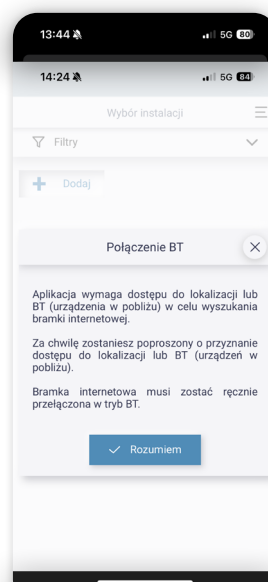 13:44 5G 80
14:24 5G 84
Wybór instalacji
Filtry
Dodaj
Połączenie BT
Aplikacja wymaga dostępu do lokalizacji lub
BT (urządzenia w pobliżu) w celu wyszukania
bramki internetowej.
Za chwilę zostaniesz poproszony o przyznanie
dostępu do lokalizacji lub BT (urządzeń w
pobliżu).
Bramka internetowa musi zostać ręcznie
przełączona w tryb BT.
Rozumiem